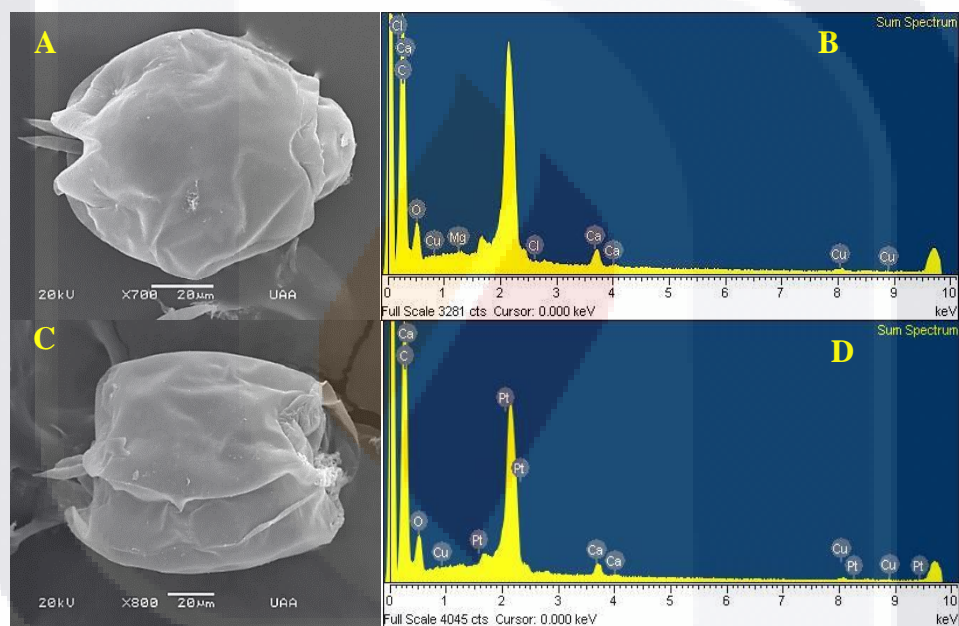 A
20kV X700 20µm UAA
B
Sum Spectrum
Cl
Ca
C
O
Cu
Mg
Cl
Ca
Ca
Cu
Cu
0 1 2 3 4 5 6 7 8 9 10
Full Scale 3281 cts Cursor: 0.000 keV keV
C
20kV X800 20µm UAA
D
Sum Spectrum
Ca
C
O
Cu
Pt
Pt
Pt
Ca
Ca
Cu
Pt
Cu
Pt
0 1 2 3 4 5 6 7 8 9 10
Full Scale 4045 cts Cursor: 0.000 keV keV